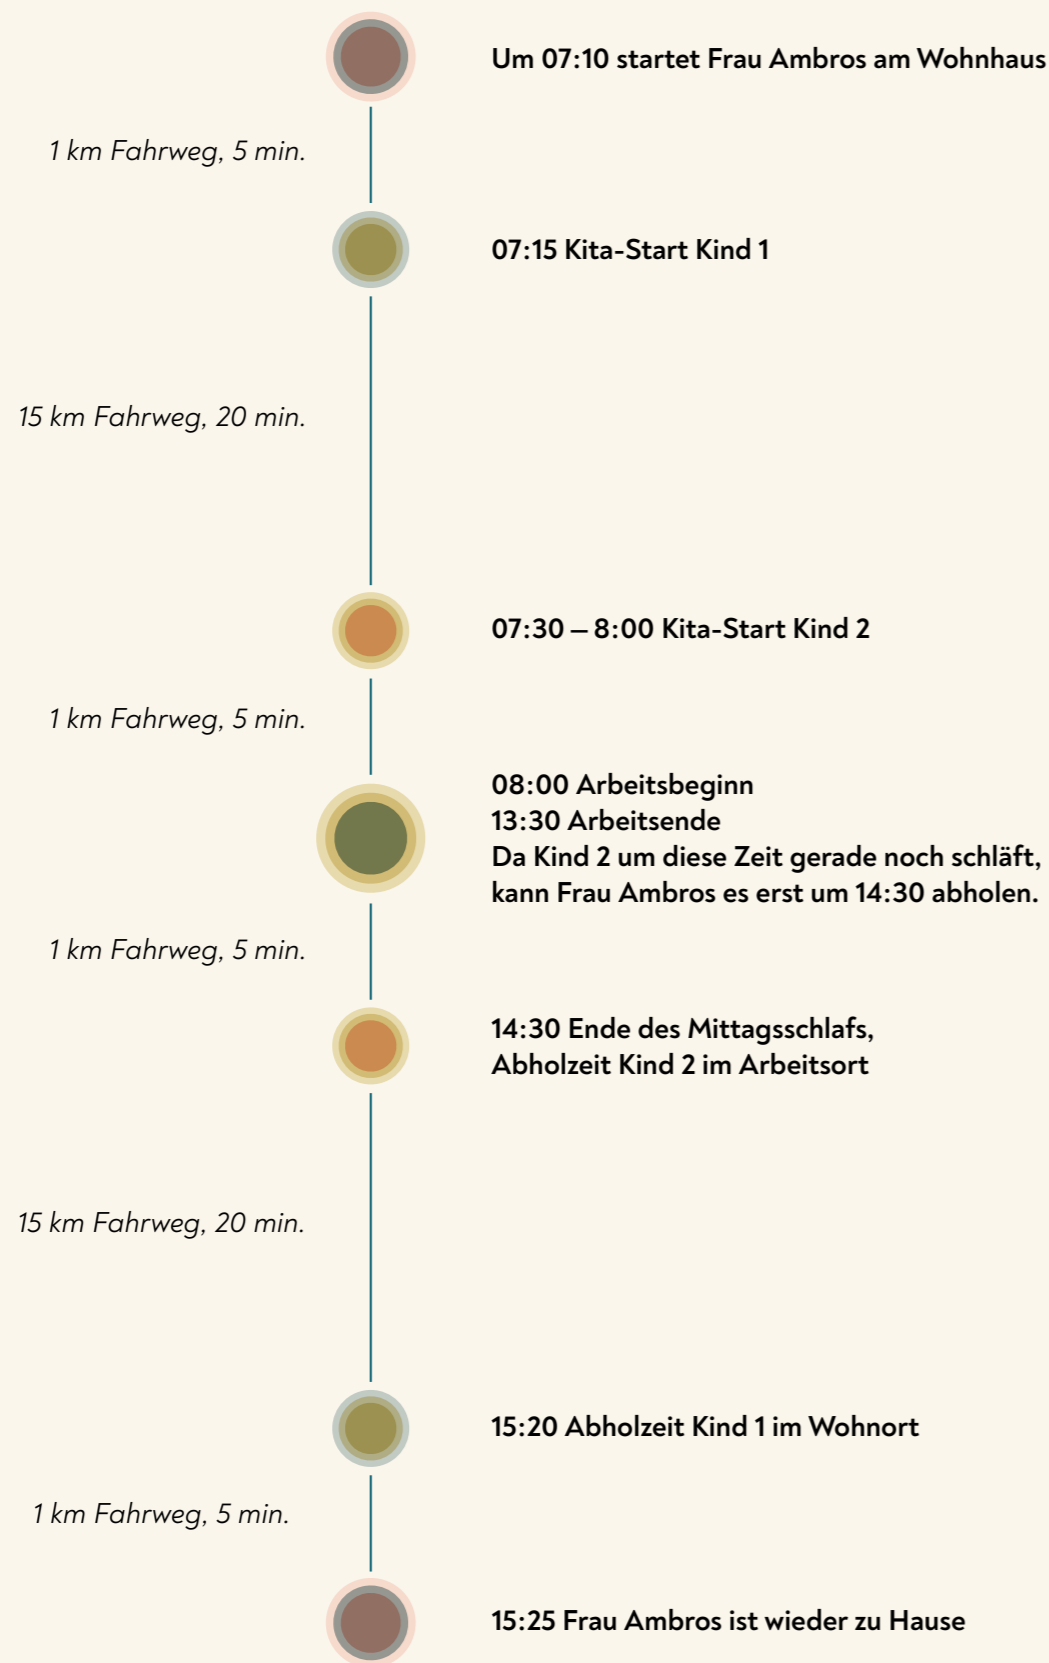 Um 07:10 startet Frau Ambros am Wohnhaus
1 km Fahrweg, 5 min.
07:15 Kita-Start Kind 1
15 km Fahrweg, 20 min.
07:30 – 8:00 Kita-Start Kind 2
1 km Fahrweg, 5 min.
08:00 Arbeitsbeginn
13:30 Arbeitsende
Da Kind 2 um diese Zeit gerade noch schläft,
kann Frau Ambros es erst um 14:30 abholen.
1 km Fahrweg, 5 min.
14:30 Ende des Mittagsschlafs,
Abholzeit Kind 2 im Arbeitsort
15 km Fahrweg, 20 min.
15:20 Abholzeit Kind 1 im Wohnort
1 km Fahrweg, 5 min.
15:25 Frau Ambros ist wieder zu Hause